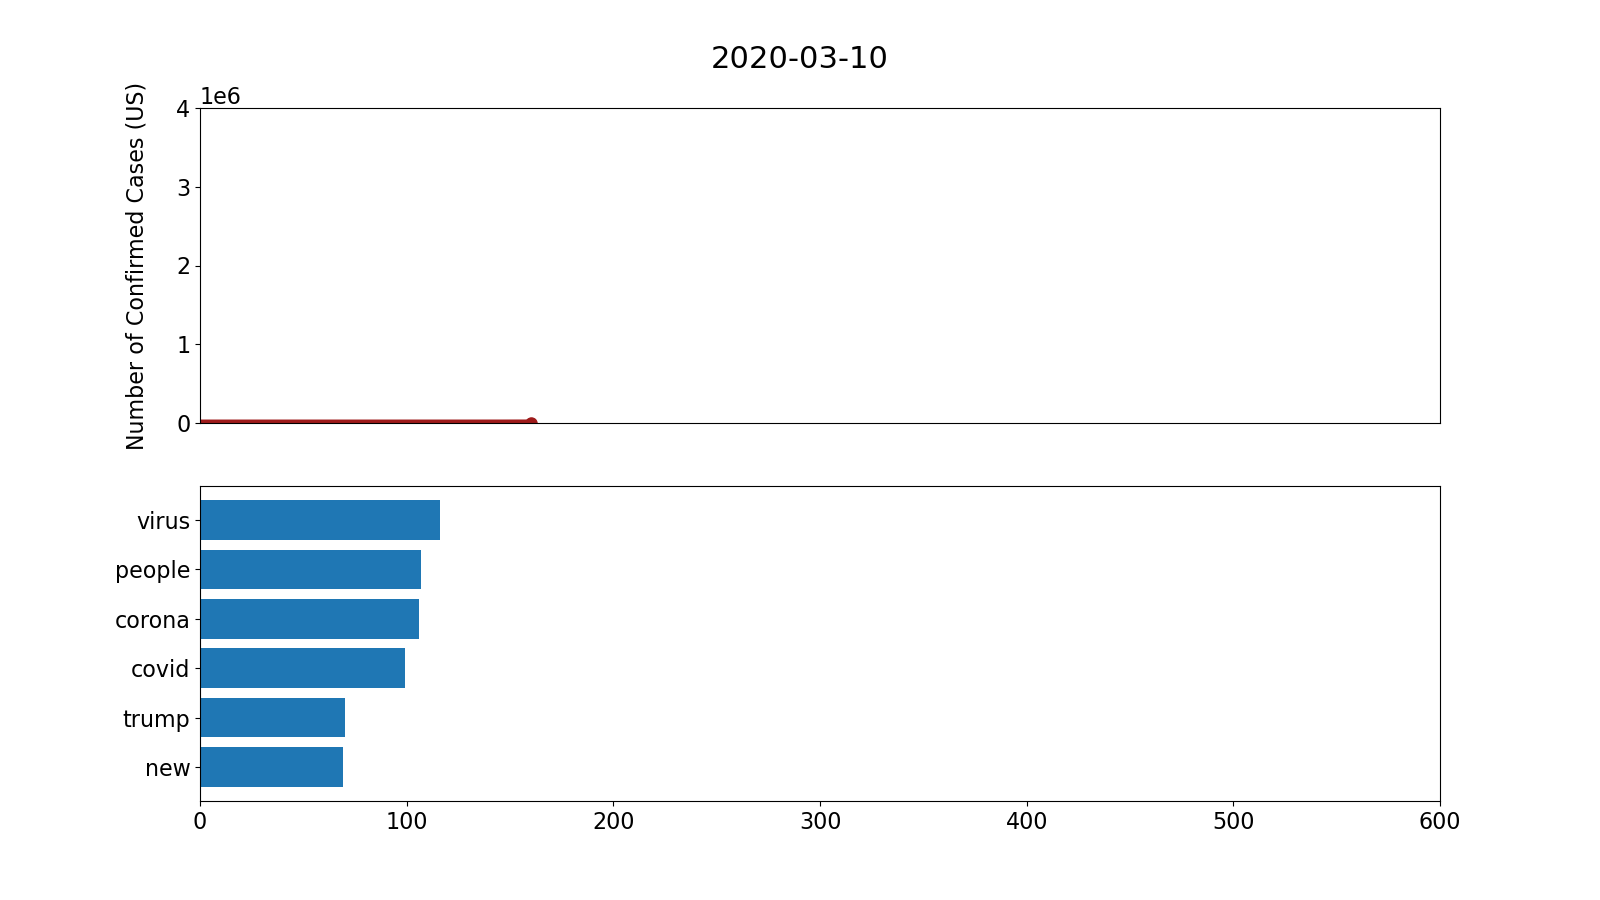 2020-03-10
1e6
Number of Confirmed Cases (US)
4
3
2
1
0
virus
people
corona
covid
trump
new
0 100 200 300 400 500 600